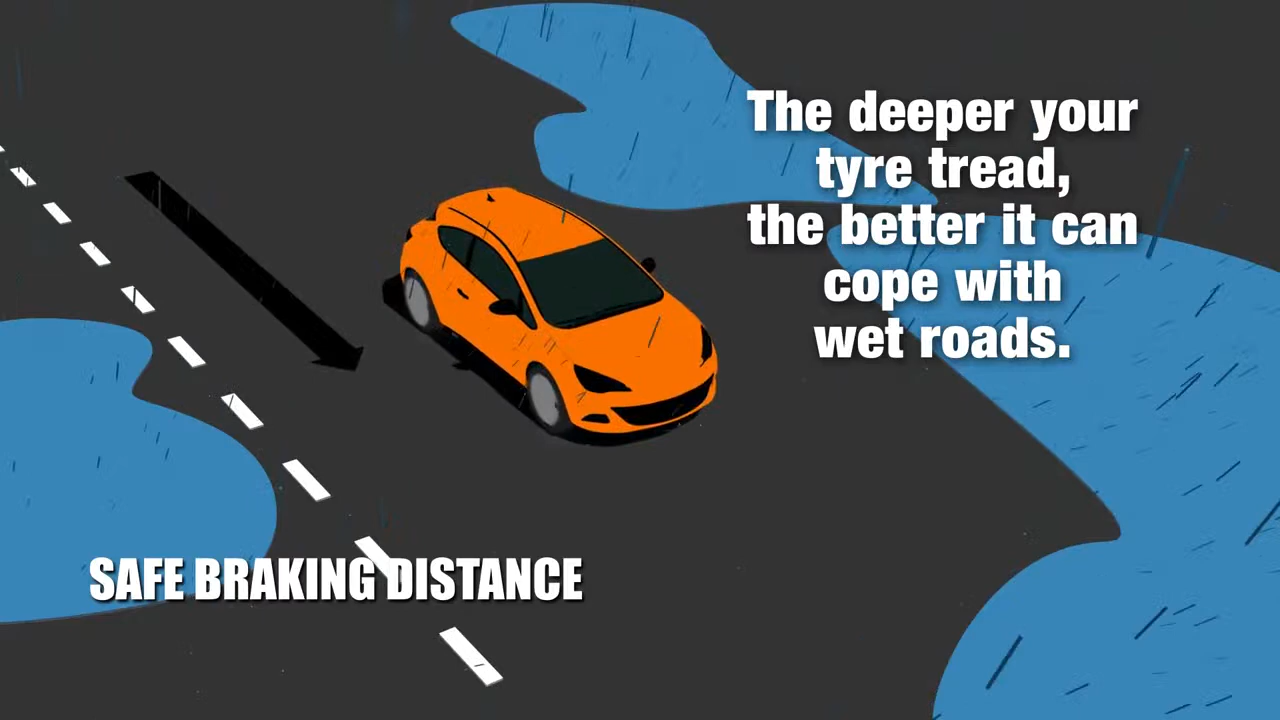 The deeper your
tyre tread,
the better it can
cope with
wet roads.
SAFE BRAKING DISTANCE